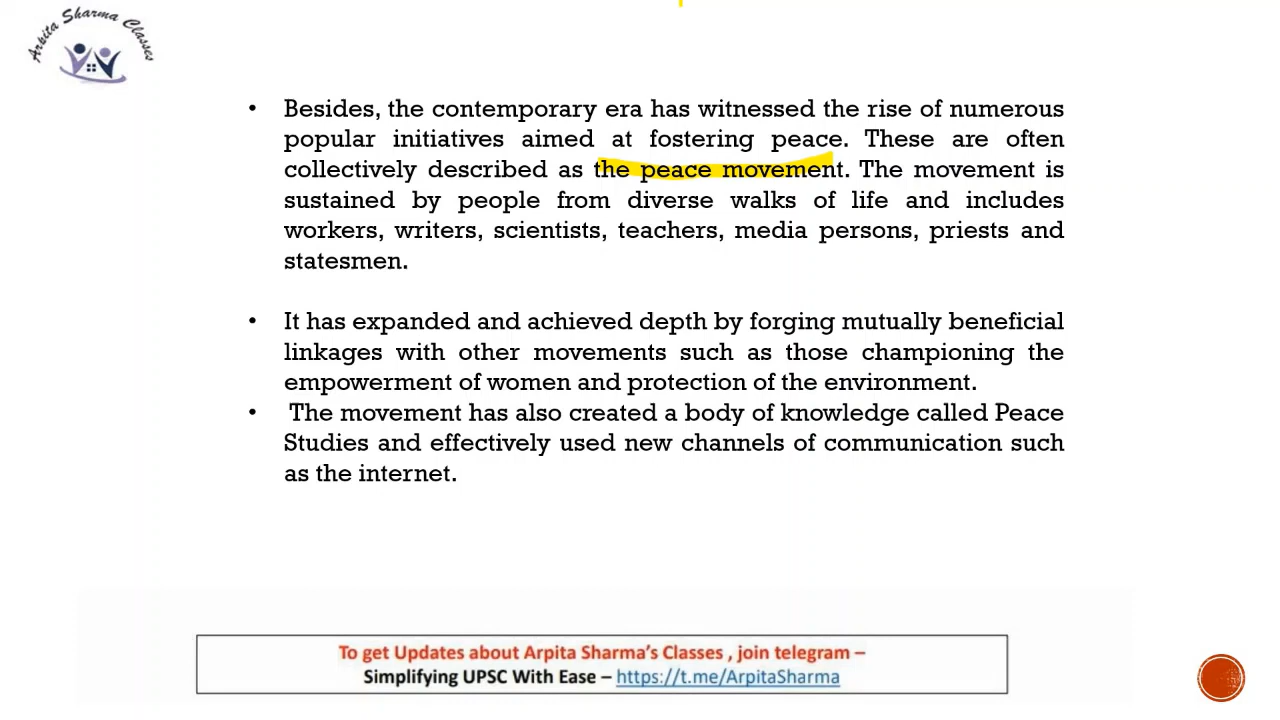 Arpita Sharma Classes
• Besides, the contemporary era has witnessed the rise of numerous
popular initiatives aimed at fostering peace. These are often
collectively described as the peace movement. The movement is
sustained by people from diverse walks of life and includes
workers, writers, scientists, teachers, media persons, priests and
statesmen.
• It has expanded and achieved depth by forging mutually beneficial
linkages with other movements such as those championing the
empowerment of women and protection of the environment.
• The movement has also created a body of knowledge called Peace
Studies and effectively used new channels of communication such
as the internet.
To get Updates about Arpita Sharma’s Classes , join telegram –
Simplifying UPSC With Ease – https://t.me/ArpitaSharma